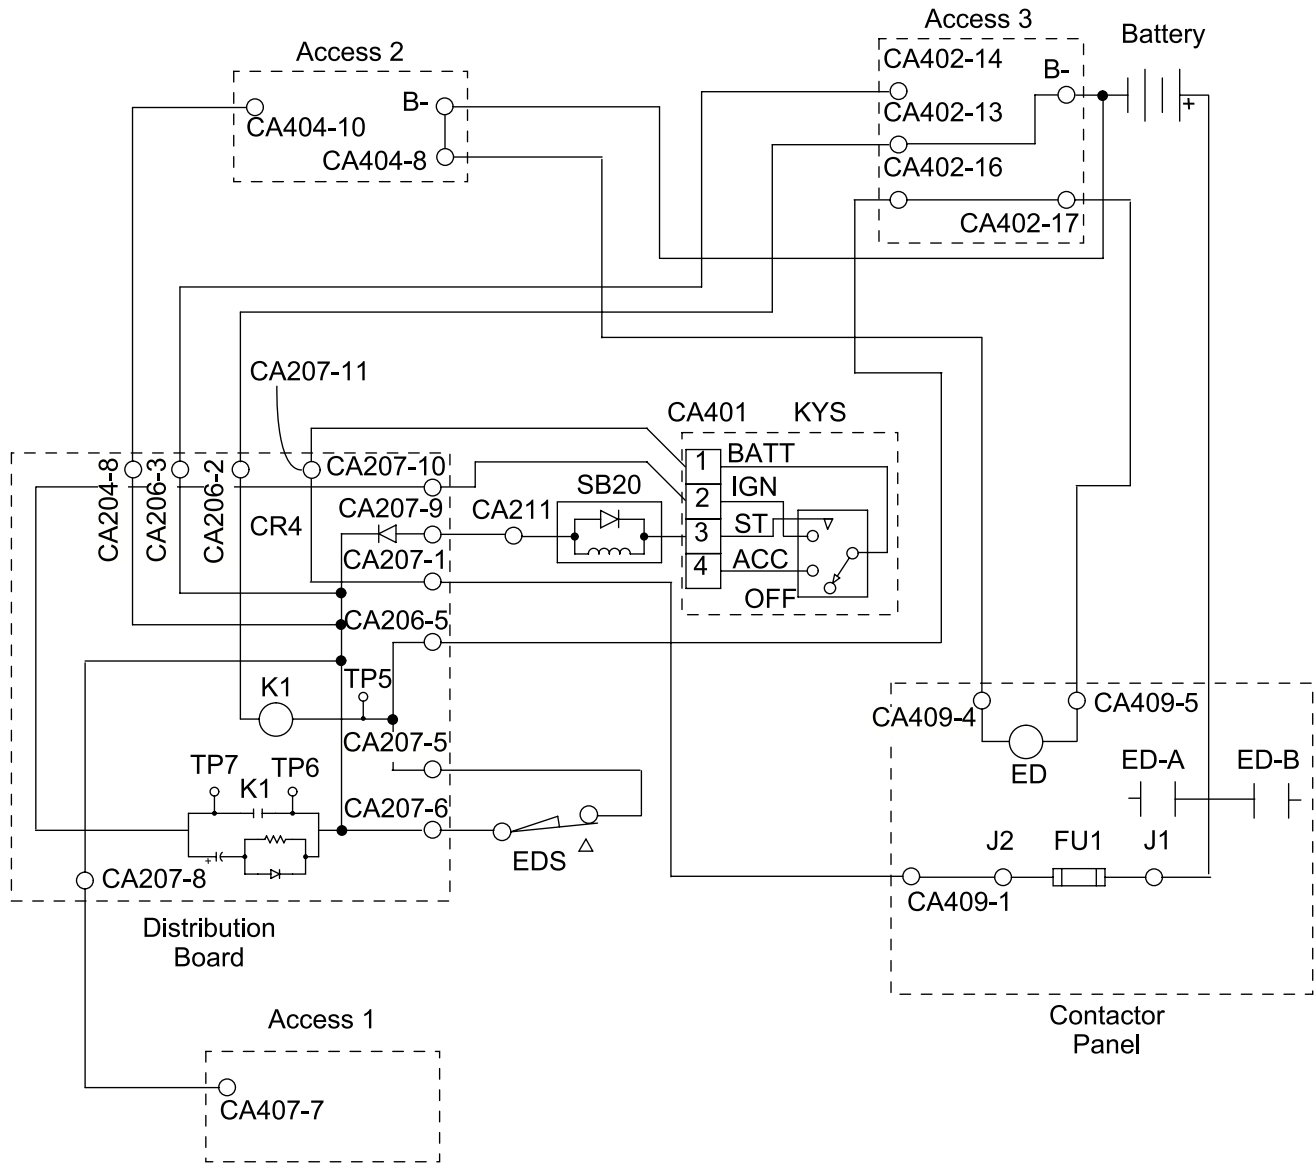 Access 3
Battery
Access 2
CA402-14
B-
B-
+
CA404-10
CA402-13
CA404-8
CA402-16
CA402-17
CA207-11
CA401
KYS
CA204-8
CA206-3
CA206-2
CA207-10
1
BATT
SB20
2
IGN
CR4
CA207-9
CA211
3
ST
CA207-1
4
ACC
OFF
CA206-5
K1
TP5
CA409-4
CA409-5
CA207-5
ED
ED-A
ED-B
TP7
K1
TP6
CA207-6
+
EDS
J2
FU1
J1
CA207-8
CA409-1
Distribution
Board
Contactor
Panel
Access 1
CA407-7